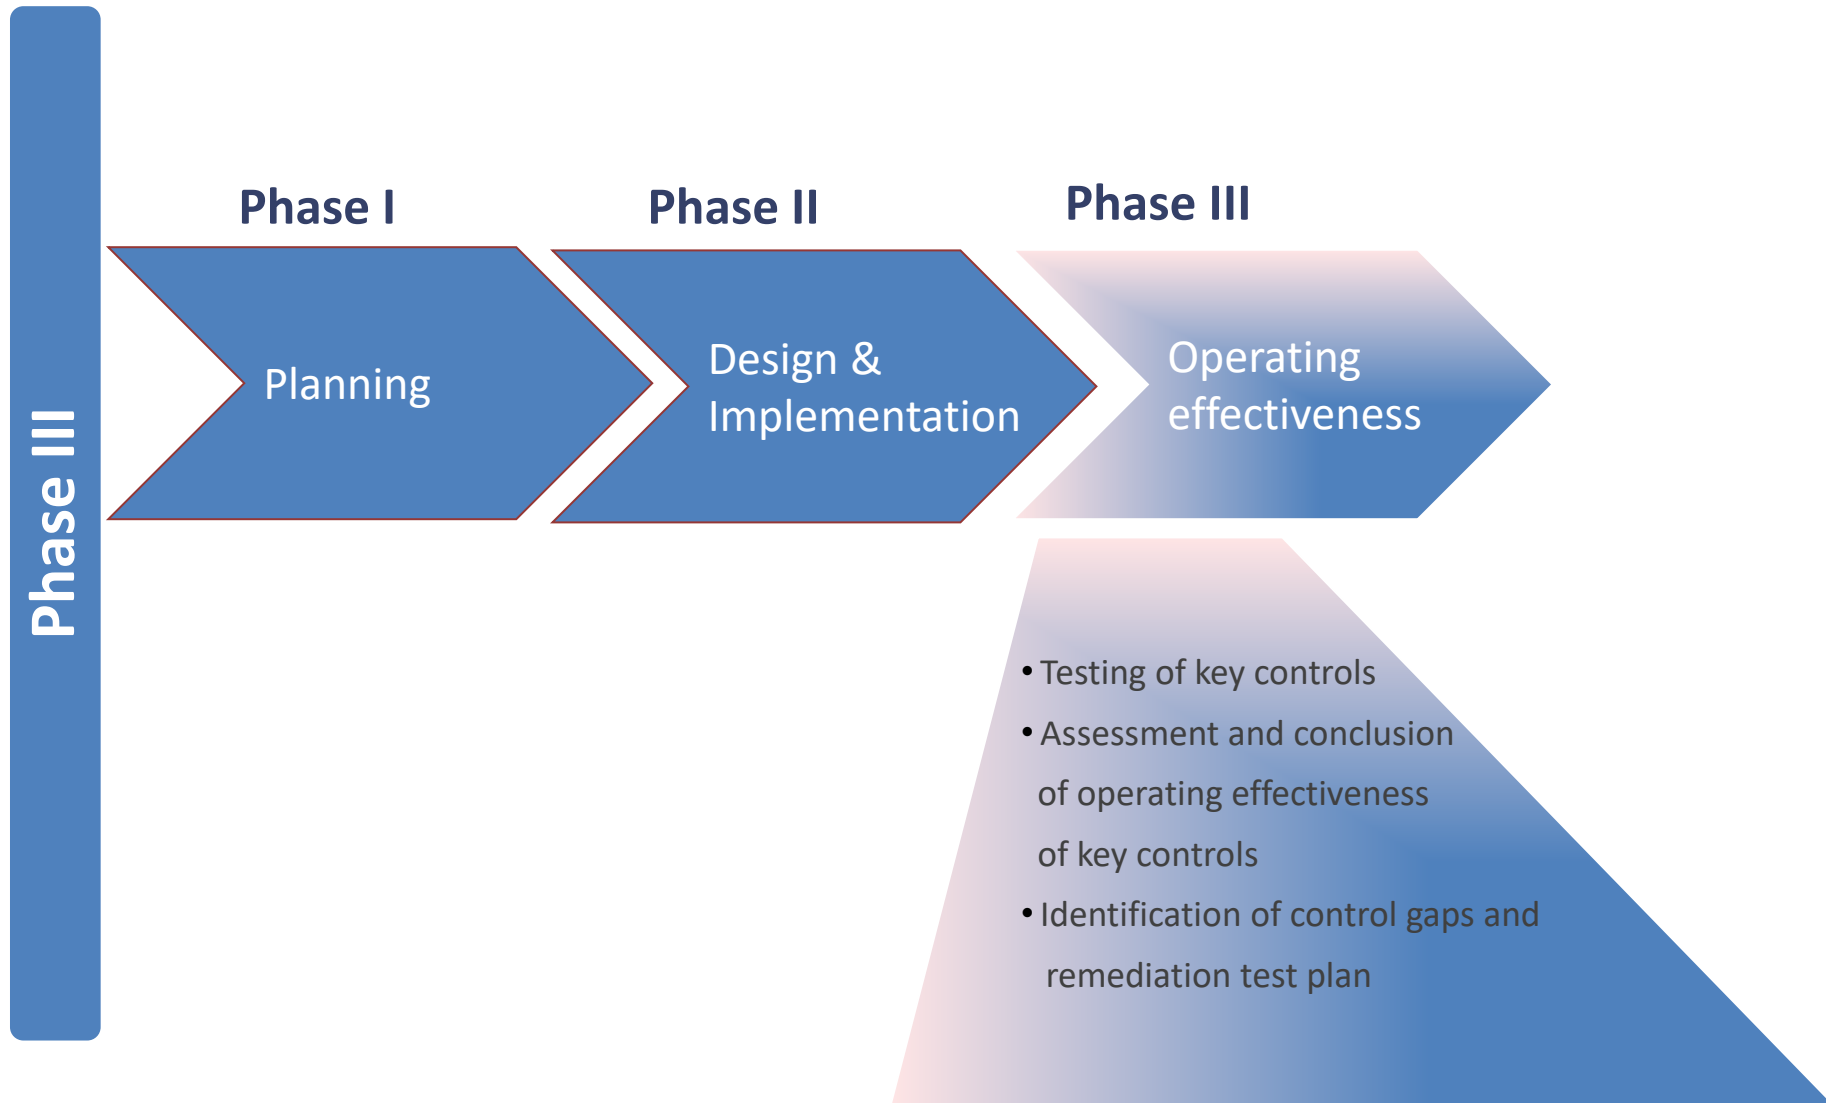 Phase III
Phase I
Phase II
Phase III
Planning
Design &
Implementation
Operating
effectiveness
• Testing of key controls
• Assessment and conclusion
of operating effectiveness
of key controls
• Identification of control gaps and
remediation test plan